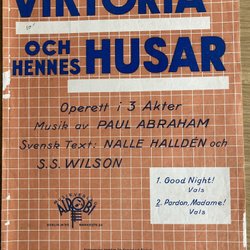 VIKTORIA
OCH
HENNES HUSAR
Operett i 3 Akter
Musik av PAUL ABRAHAM
Svensk Text: NALLE HALLDÉN och
S.S. WILSON
1. Good Night!
Vals
2. Pardon, Madame!
Vals
ALROBI